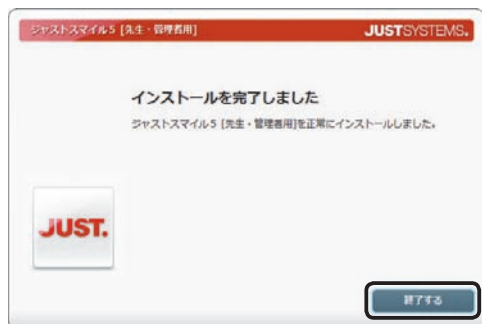 ジャストスマイル5 [先生・管理者用]
JUSTSYSTEMS.
インストールを完了しました
ジャストスマイル5 [先生・管理者用]を正常にインストールしました。
JUST.
終了する